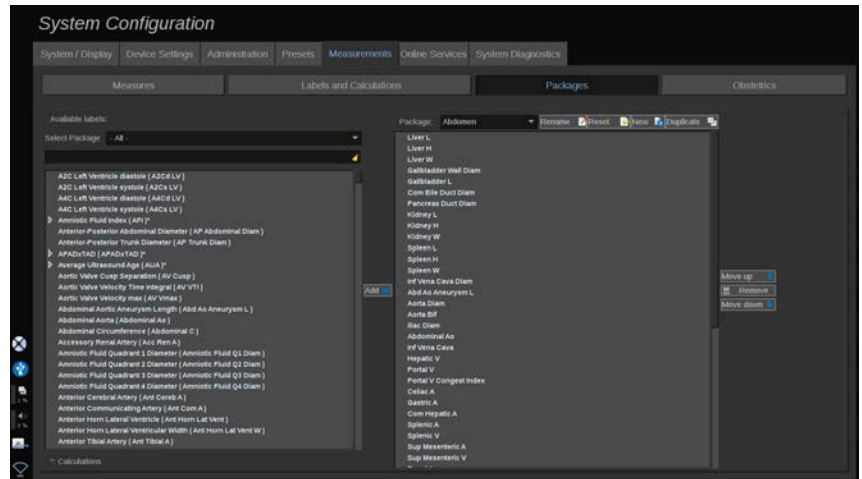 System Configuration
System / Display
Device Settings
Administration
Presets
Measurements
Online Services
System Diagnostics
Measures
Labels and Calculations
Packages
Obstetrics
Available labels:
Select Package - All -
A2C Left Ventricle diastole ( A2Cd LV )
A2C Left Ventricle systole ( A2Cs LV )
A4C Left Ventricle diastole ( A4Cd LV )
A4C Left Ventricle systole ( A4Cs LV )
Amniotic Fluid Index ( AFI )*
Anterior-Posterior Abdominal Diameter ( AP Abdominal Diam )
Anterior-Posterior Trunk Diameter ( AP Trunk Diam )
APADxTAD ( APADxTAD )*
Average Ultrasound Age ( AUA )*
Aortic Valve Cusp Separation ( AV Cusp )
Aortic Valve Velocity Time Integral ( AV VTI )
Aortic Valve Velocity max ( AV Vmax )
Abdominal Aortic Aneurysm Length ( Abd Ao Aneurysm L )
Abdominal Aorta ( Abdominal Ao )
Abdominal Circumference ( Abdominal C )
Accessory Renal Artery ( Acc Ren A )
Amniotic Fluid Quadrant 1 Diameter ( Amniotic Fluid Q1 Diam )
Amniotic Fluid Quadrant 2 Diameter ( Amniotic Fluid Q2 Diam )
Amniotic Fluid Quadrant 3 Diameter ( Amniotic Fluid Q3 Diam )
Amniotic Fluid Quadrant 4 Diameter ( Amniotic Fluid Q4 Diam )
Anterior Cerebral Artery ( Ant Cereb A )
Anterior Communicating Artery ( Ant Com A )
Anterior Horn Lateral Ventricle ( Ant Horn Lat Vent )
Anterior Horn Lateral Ventricular Width ( Ant Horn Lat Vent W )
Anterior Tibial Artery ( Ant Tibial A )
*: Calculations
Add
Package: Abdomen
Rename
Reset
New
Duplicate
Liver L
Liver H
Liver W
Gallbladder Wall Diam
Gallbladder L
Com Bile Duct Diam
Pancreas Duct Diam
Kidney L
Kidney H
Kidney W
Spleen L
Spleen H
Spleen W
Inf Vena Cava Diam
Abd Ao Aneurysm L
Aorta Diam
Aorta Bif
Iliac Diam
Abdominal Ao
Inf Vena Cava
Hepatic V
Portal V
Portal V Congest Index
Celiac A
Gastric A
Com Hepatic A
Splenic A
Splenic V
Sup Mesenteric A
Sup Mesenteric V
Move up
Remove
Move down